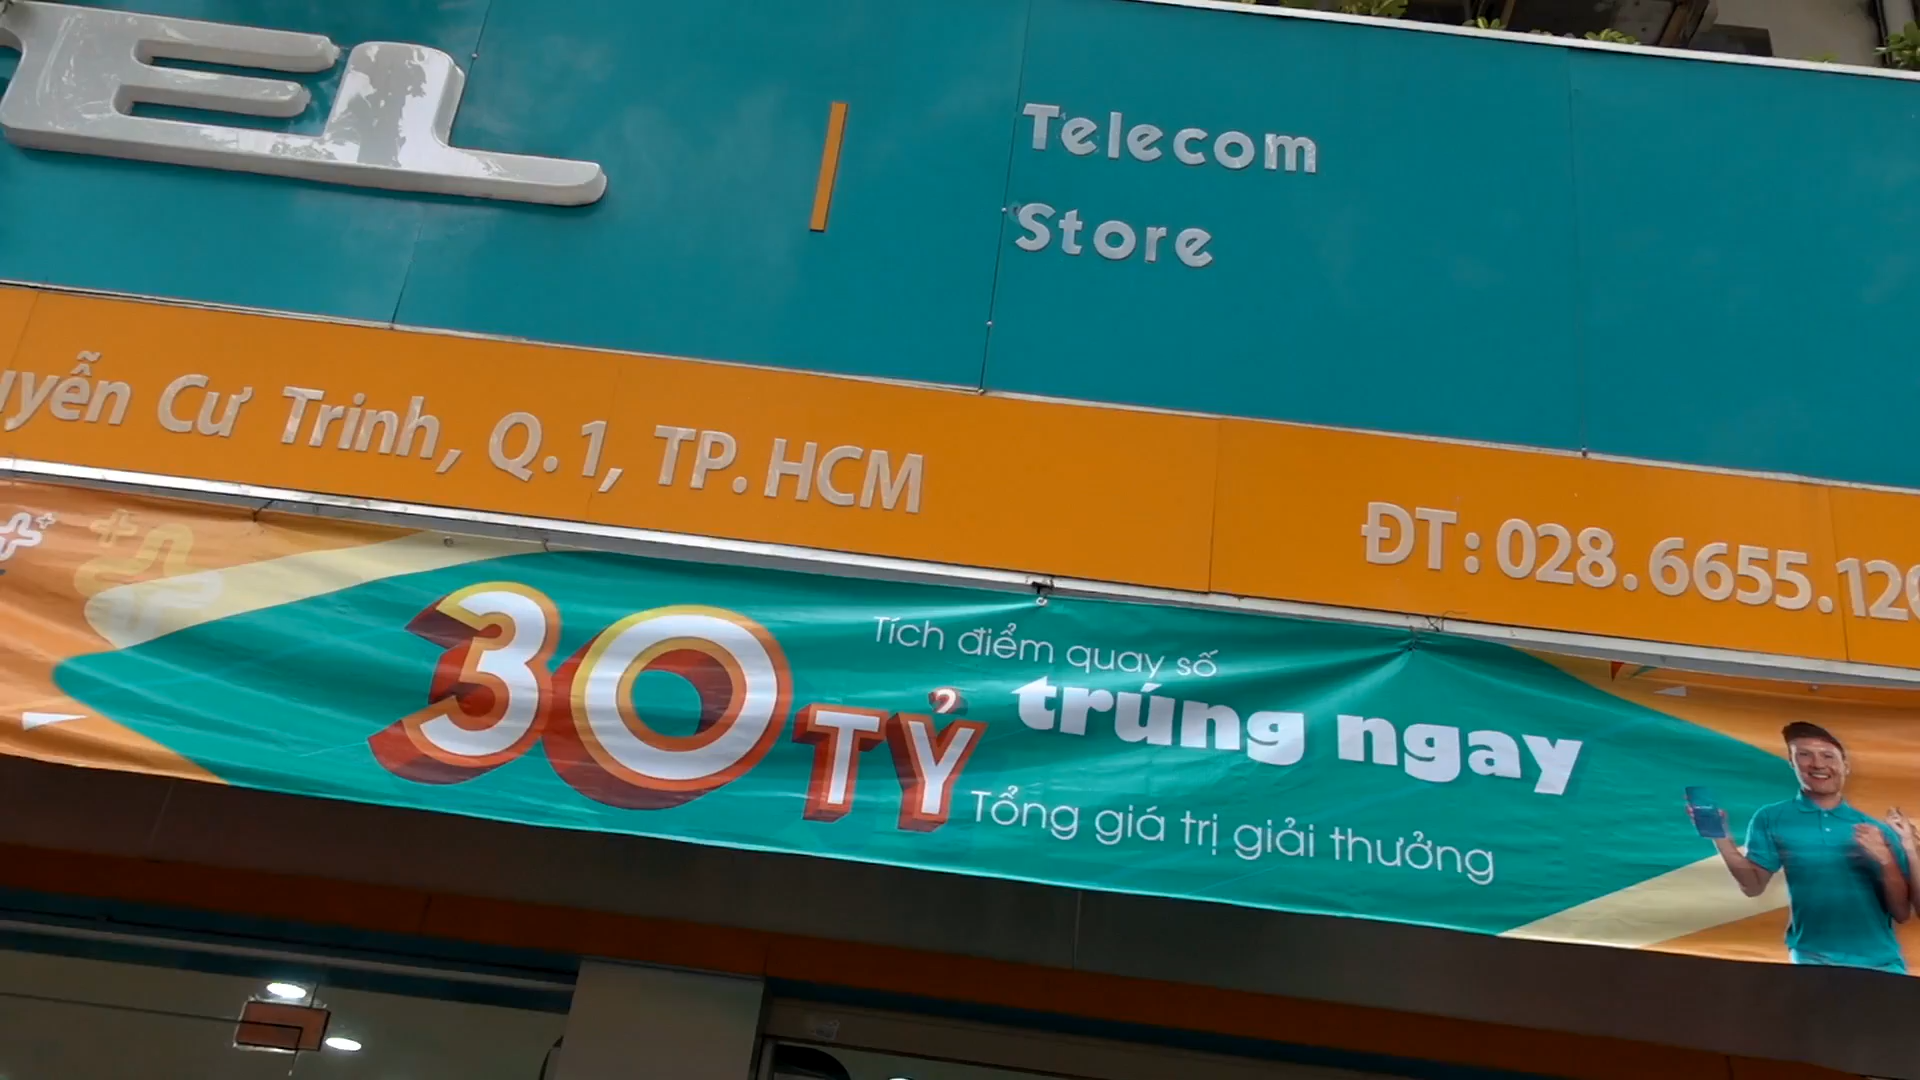 EL
Telecom
Store
uyễn Cư Trinh, Q.1, TP.HCM
ĐT: 028.6655.120
30 TỶ
Tích điểm quay số
trúng ngay
Tổng giá trị giải thưởng